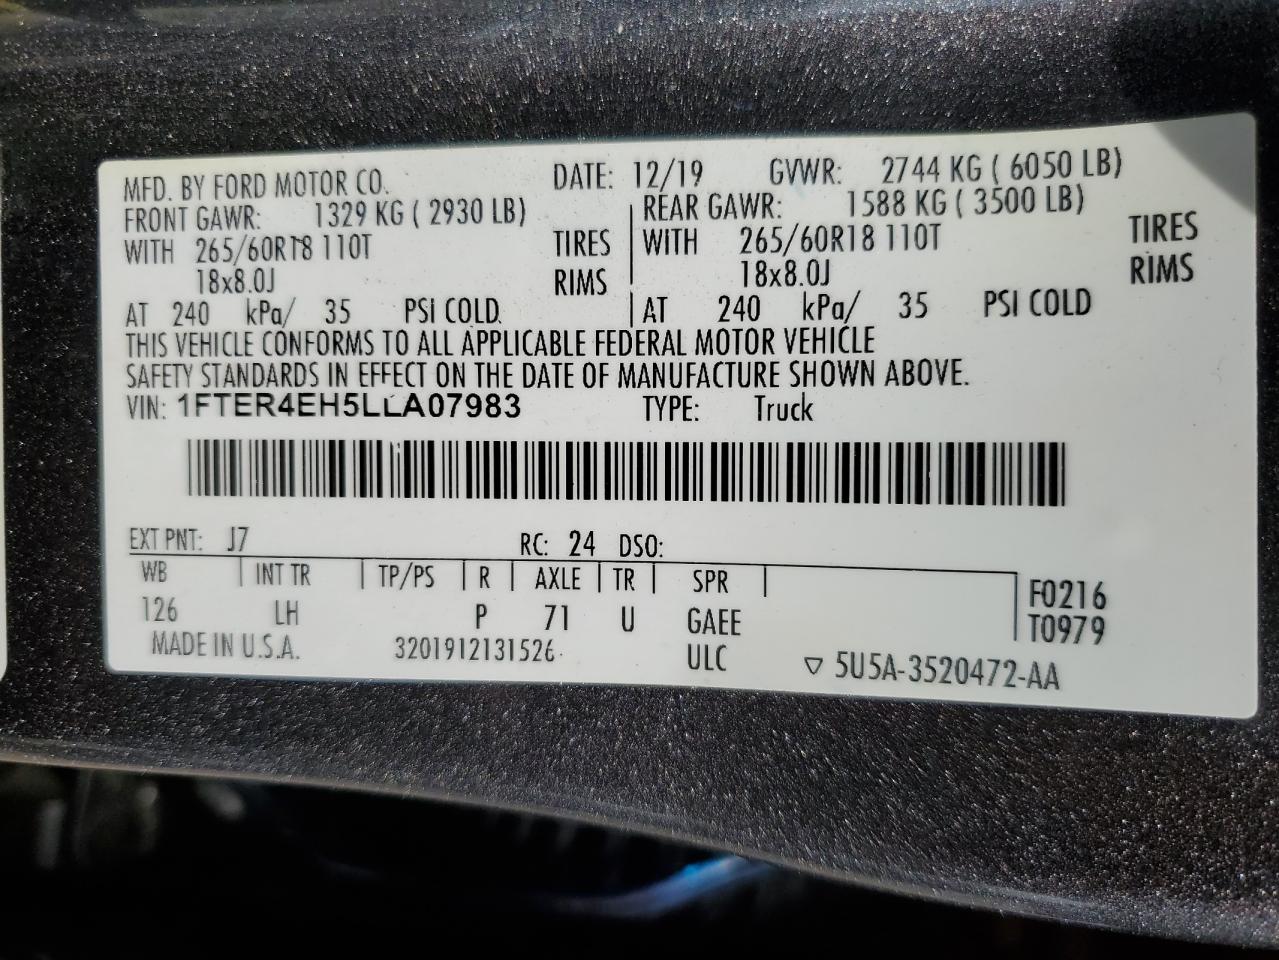 MFD. BY FORD MOTOR CO. DATE: 12/19 GVWR: 2744 KG ( 6050 LB)
FRONT GAWR: 1329 KG ( 2930 LB) REAR GAWR: 1588 KG ( 3500 LB)
WITH 265/60R18 110T TIRES WITH 265/60R18 110T TIRES
18x8.0J RIMS 18x8.0J RIMS
AT 240 kPa/ 35 PSI COLD AT 240 kPa/ 35 PSI COLD
THIS VEHICLE CONFORMS TO ALL APPLICABLE FEDERAL MOTOR VEHICLE
SAFETY STANDARDS IN EFFECT ON THE DATE OF MANUFACTURE SHOWN ABOVE.
VIN: 1FTER4EH5LLA07983 TYPE: Truck
EXT PNT: J7 RC: 24 DSO:
WB INT TR TP/PS R AXLE TR SPR F0216
126 LH P 71 U GAEE T0979
MADE IN U.S.A. 3201912131526 ULC ▽ 5U5A-3520472-AA